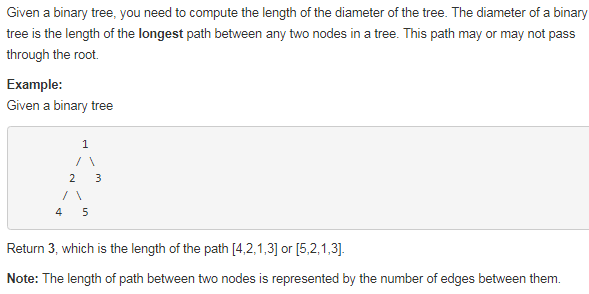 Given a binary tree, you need to compute the length of the diameter of the tree. The diameter of a binary
tree is the length of the longest path between any two nodes in a tree. This path may or may not pass
through the root.
Example:
Given a binary tree
1
/ \
2 3
/ \
4 5
Return 3, which is the length of the path [4,2,1,3] or [5,2,1,3].
Note: The length of path between two nodes is represented by the number of edges between them.